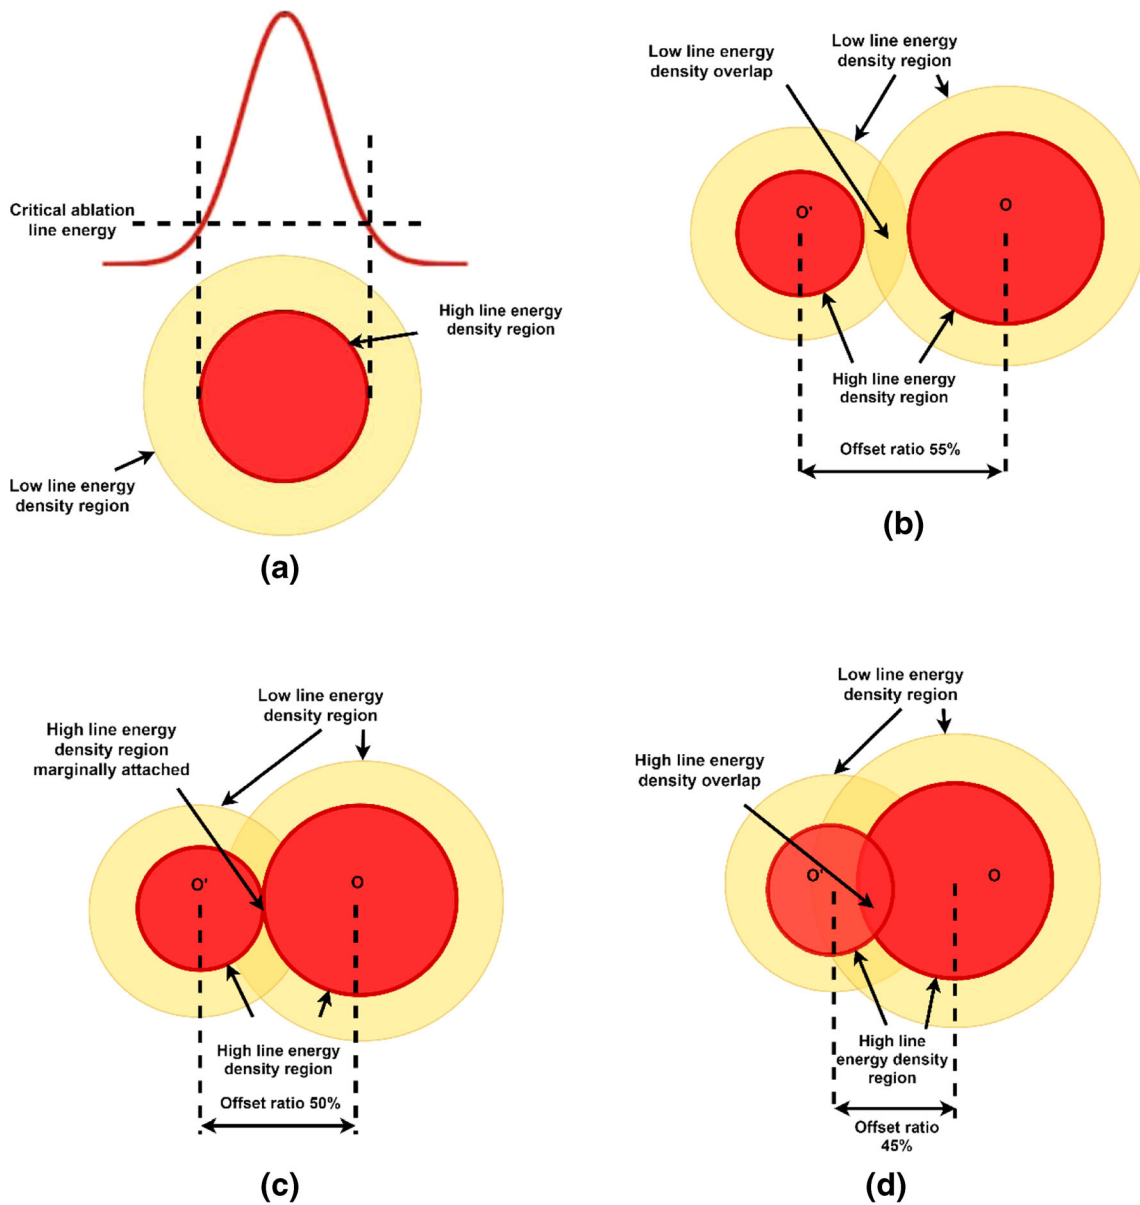 Critical ablation
line energy
High line energy
density region
Low line energy
density region
(a)
Low line energy
density overlap
Low line energy
density region
O'
O
High line energy
density region
Offset ratio 55%
(b)
Low line energy
density region
High line energy
density region
marginally attached
O'
O
High line energy
density region
Offset ratio 50%
(c)
Low line energy
density region
High line energy
density overlap
O'
O
High line
energy density
region
Offset ratio
45%
(d)